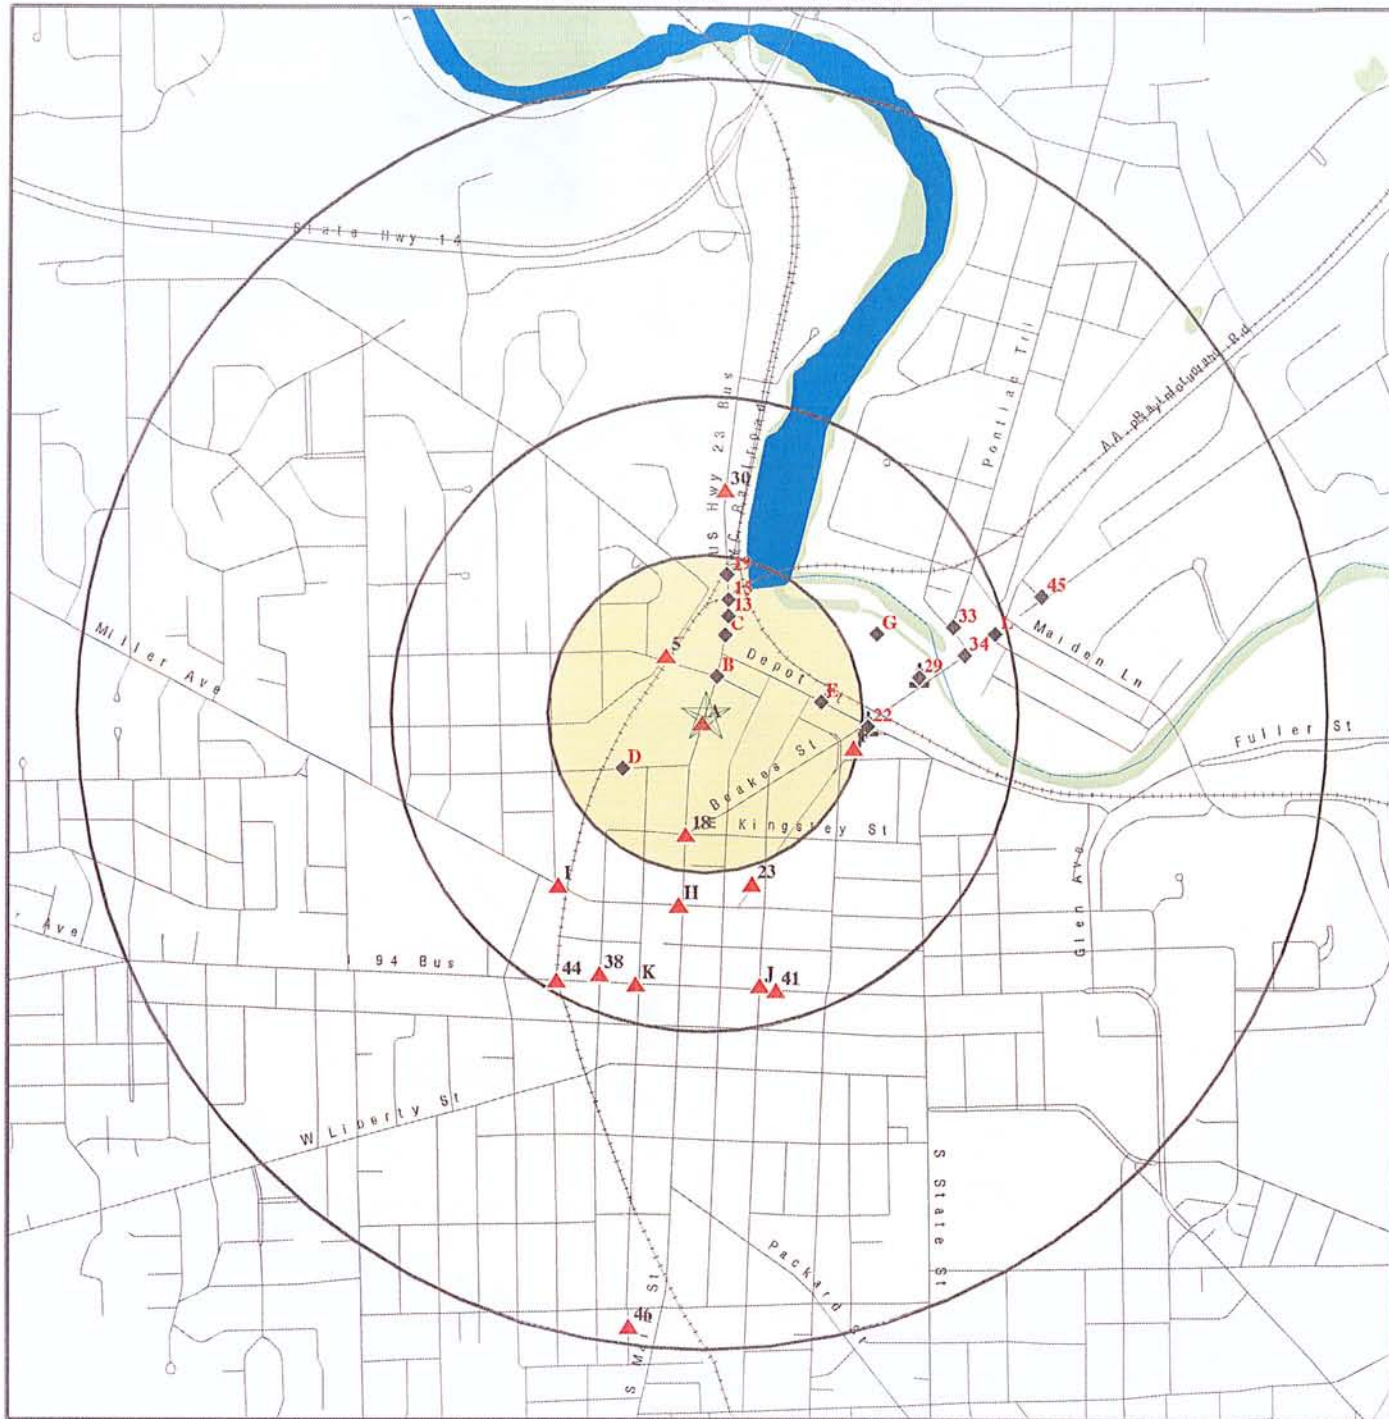 State Hwy 14
US Hwy 23 Bus
Pontiac Trl
30
19
15
13
C
45
33
G
L
Maiden Ln
34
Miller Ave
5
B
Depot St
29
E
A
22
Fuller St
D
Beakes St
18
E Kingsley St
I
23
H
Glen Ave
r Ave
I 94 Bus
44
38
K
J
41
W Liberty St
S State St
Packard St
46
S Main St